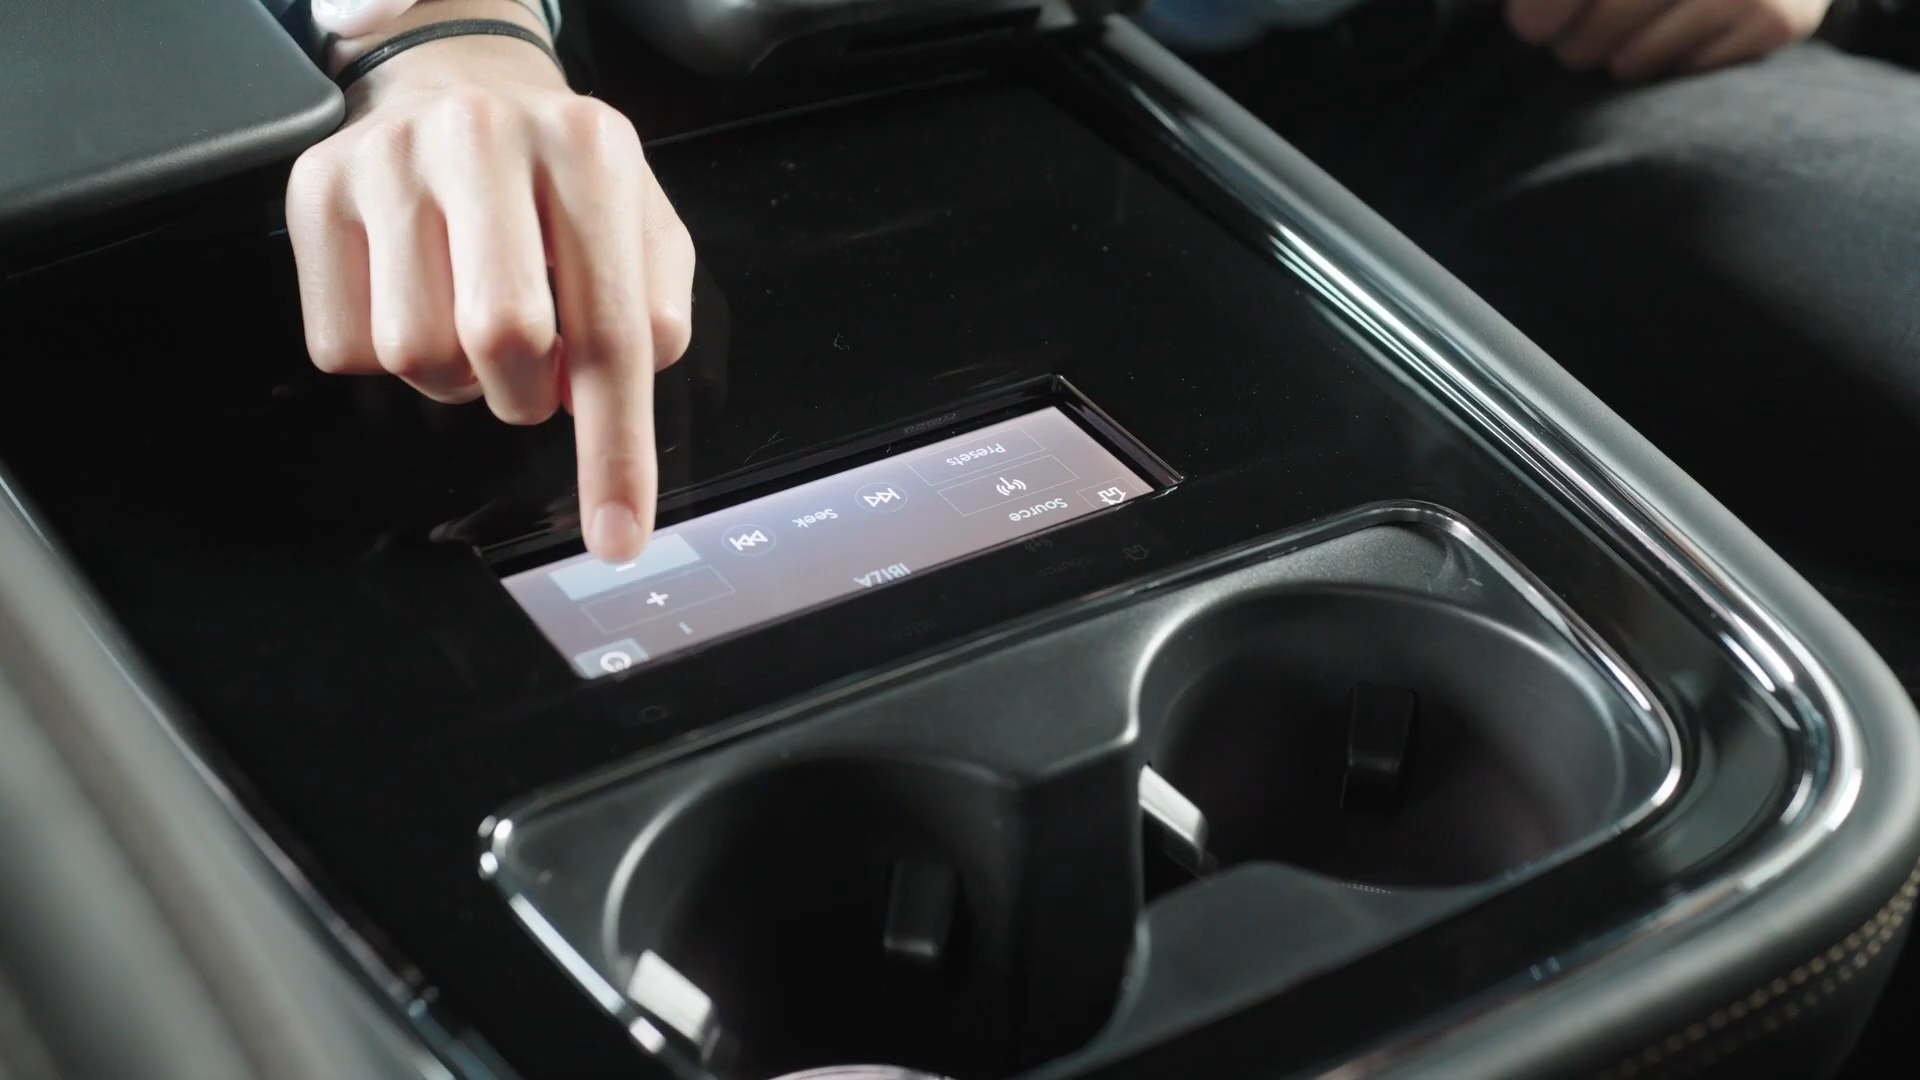 Source
Presets
IBIZA
Seek
+
-